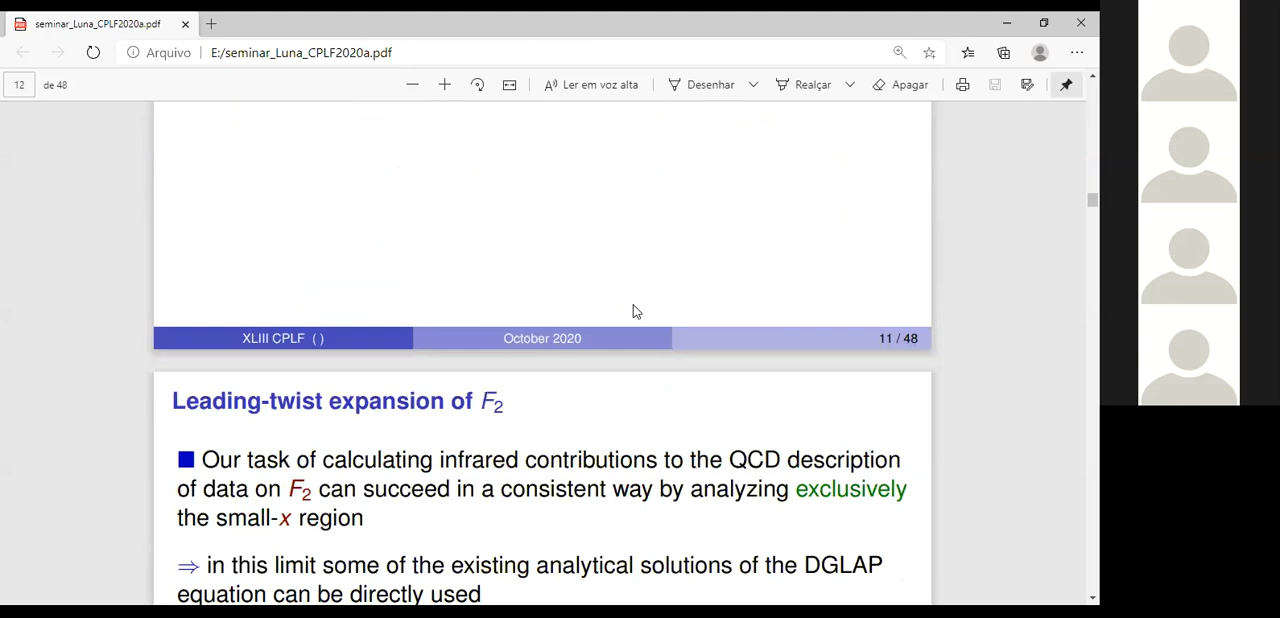 seminar_Luna_CPLF2020a.pdf
Arquivo | E:/seminar_Luna_CPLF2020a.pdf
12 de 48 Ler em voz alta Desenhar Realçar Apagar
XLIII CPLF ( ) October 2020 11 / 48
Leading-twist expansion of F2
Our task of calculating infrared contributions to the QCD description
of data on F2 can succeed in a consistent way by analyzing exclusively
the small-x region
⇒ in this limit some of the existing analytical solutions of the DGLAP
equation can be directly used